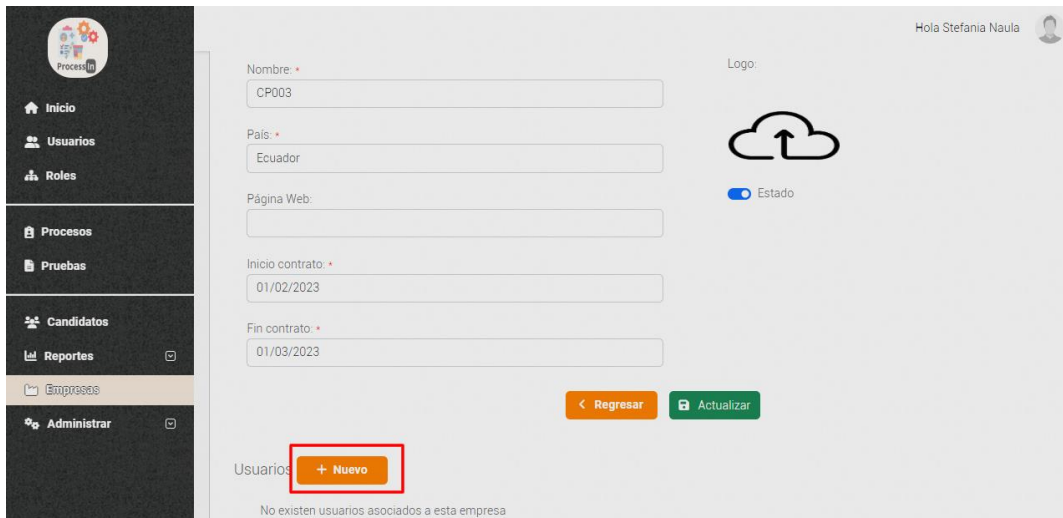 Hola Stefania Naula
ProcessIn
Inicio
Usuarios
Roles
Procesos
Pruebas
Candidatos
Reportes
Empresas
Administrar
Nombre: *
CP003
País: *
Ecuador
Página Web:
Inicio contrato: *
01/02/2023
Fin contrato: *
01/03/2023
Logo:
Estado
< Regresar
Actualizar
Usuarios
+ Nuevo
No existen usuarios asociados a esta empresa